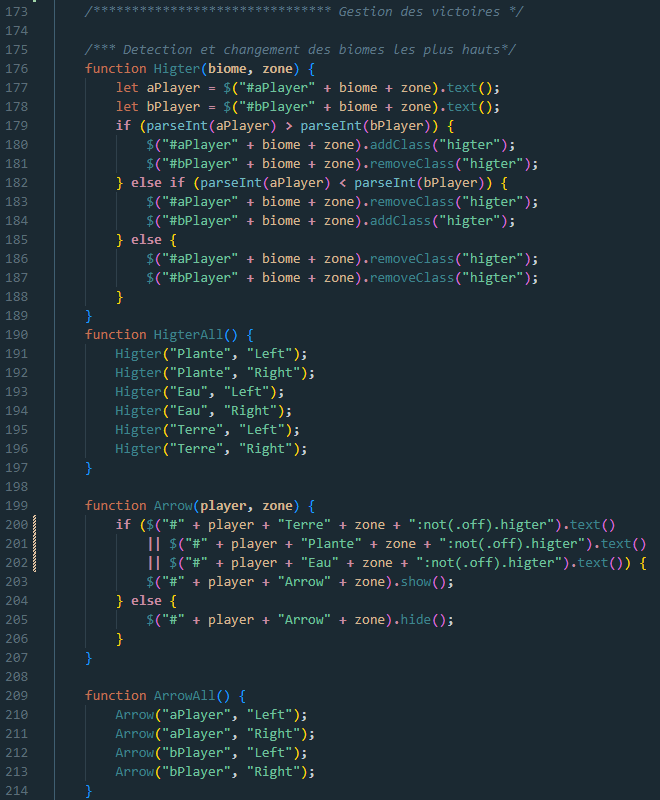 173 /******************************* Gestion des victoires */
174
175 /*** Detection et changement des biomes les plus hauts*/
176 function Higter(biome, zone) {
177 let aPlayer = $("#aPlayer" + biome + zone).text();
178 let bPlayer = $("#bPlayer" + biome + zone).text();
179 if (parseInt(aPlayer) > parseInt(bPlayer)) {
180 $("#aPlayer" + biome + zone).addClass("higter");
181 $("#bPlayer" + biome + zone).removeClass("higter");
182 } else if (parseInt(aPlayer) < parseInt(bPlayer)) {
183 $("#aPlayer" + biome + zone).removeClass("higter");
184 $("#bPlayer" + biome + zone).addClass("higter");
185 } else {
186 $("#aPlayer" + biome + zone).removeClass("higter");
187 $("#bPlayer" + biome + zone).removeClass("higter");
188 }
189 }
190 function HigterAll() {
191 Higter("Plante", "Left");
192 Higter("Plante", "Right");
193 Higter("Eau", "Left");
194 Higter("Eau", "Right");
195 Higter("Terre", "Left");
196 Higter("Terre", "Right");
197 }
198
199 function Arrow(player, zone) {
200 if ($("#" + player + "Terre" + zone + ":not(.off).higter").text()
201 || $("#" + player + "Plante" + zone + ":not(.off).higter").text()
202 || $("#" + player + "Eau" + zone + ":not(.off).higter").text()) {
203 $("#" + player + "Arrow" + zone).show();
204 } else {
205 $("#" + player + "Arrow" + zone).hide();
206 }
207 }
208
209 function ArrowAll() {
210 Arrow("aPlayer", "Left");
211 Arrow("aPlayer", "Right");
212 Arrow("bPlayer", "Left");
213 Arrow("bPlayer", "Right");
214 }